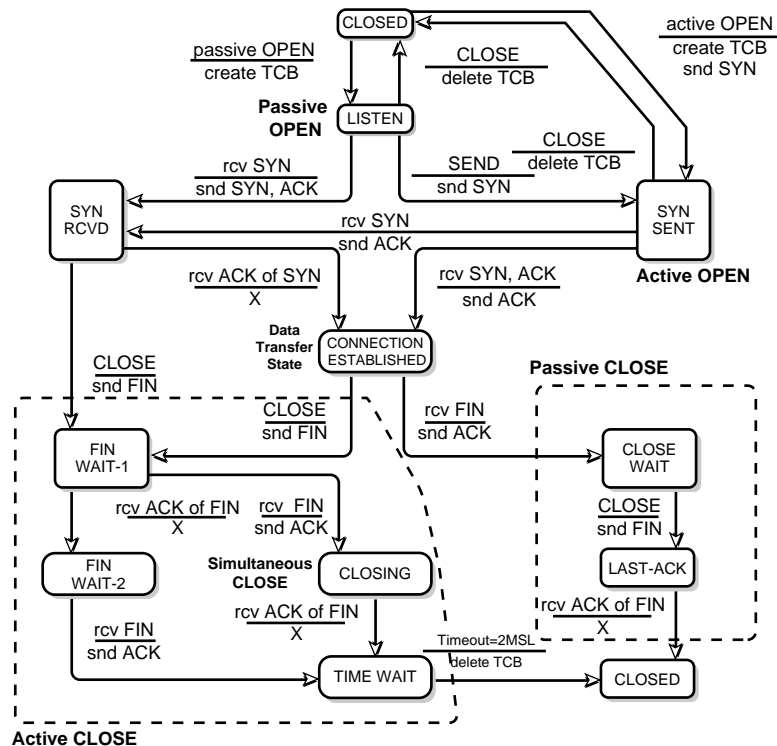 CLOSED
passive OPEN
create TCB
CLOSE
delete TCB
active OPEN
create TCB
snd SYN
Passive
OPEN
LISTEN
rcv SYN
snd SYN, ACK
SEND
snd SYN
CLOSE
delete TCB
SYN
RCVD
rcv SYN
snd ACK
SYN
SENT
Active OPEN
rcv ACK of SYN
X
rcv SYN, ACK
snd ACK
Data
Transfer
State
CONNECTION
ESTABLISHED
Passive CLOSE
CLOSE
snd FIN
CLOSE
snd FIN
rcv FIN
snd ACK
FIN
WAIT-1
CLOSE
WAIT
rcv ACK of FIN
X
rcv FIN
snd ACK
CLOSE
snd FIN
FIN
WAIT-2
Simultaneous
CLOSE
CLOSING
LAST-ACK
rcv FIN
snd ACK
rcv ACK of FIN
X
rcv ACK of FIN
X
Timeout=2MSL
delete TCB
TIME WAIT
CLOSED
Active CLOSE